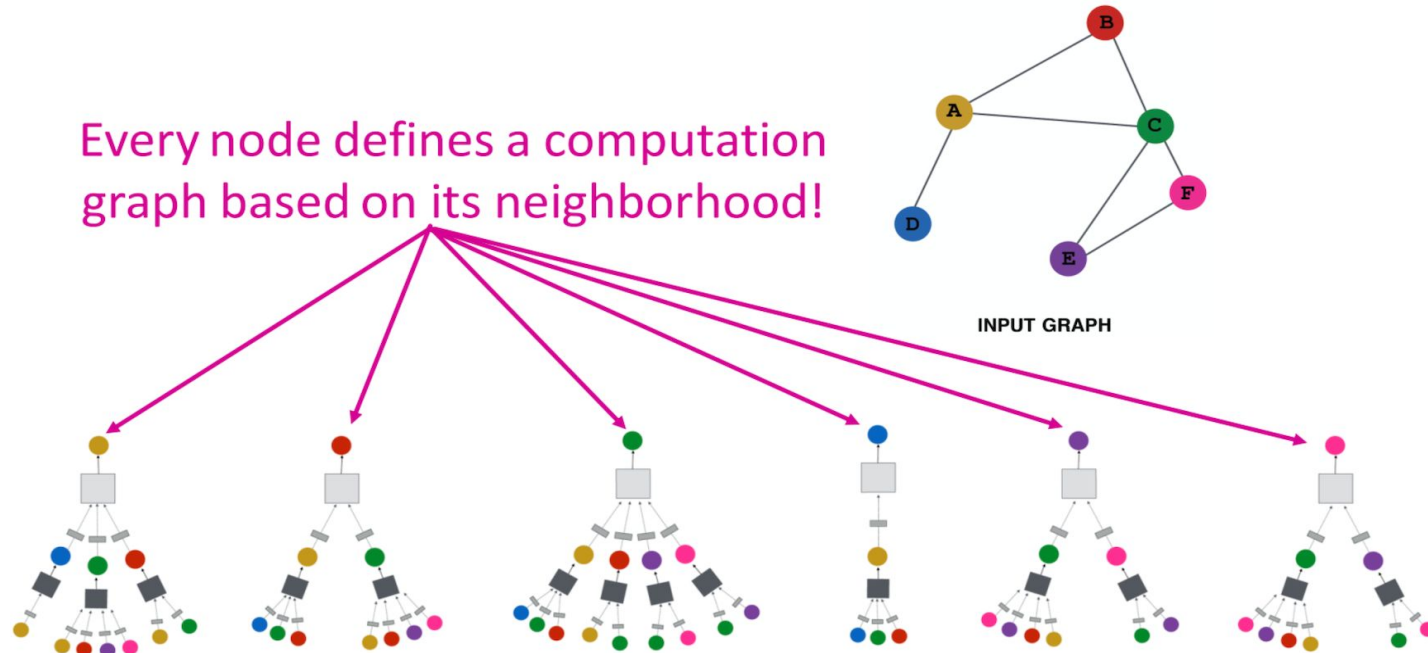 Every node defines a computation
graph based on its neighborhood!
B
A
C
F
D
E
INPUT GRAPH